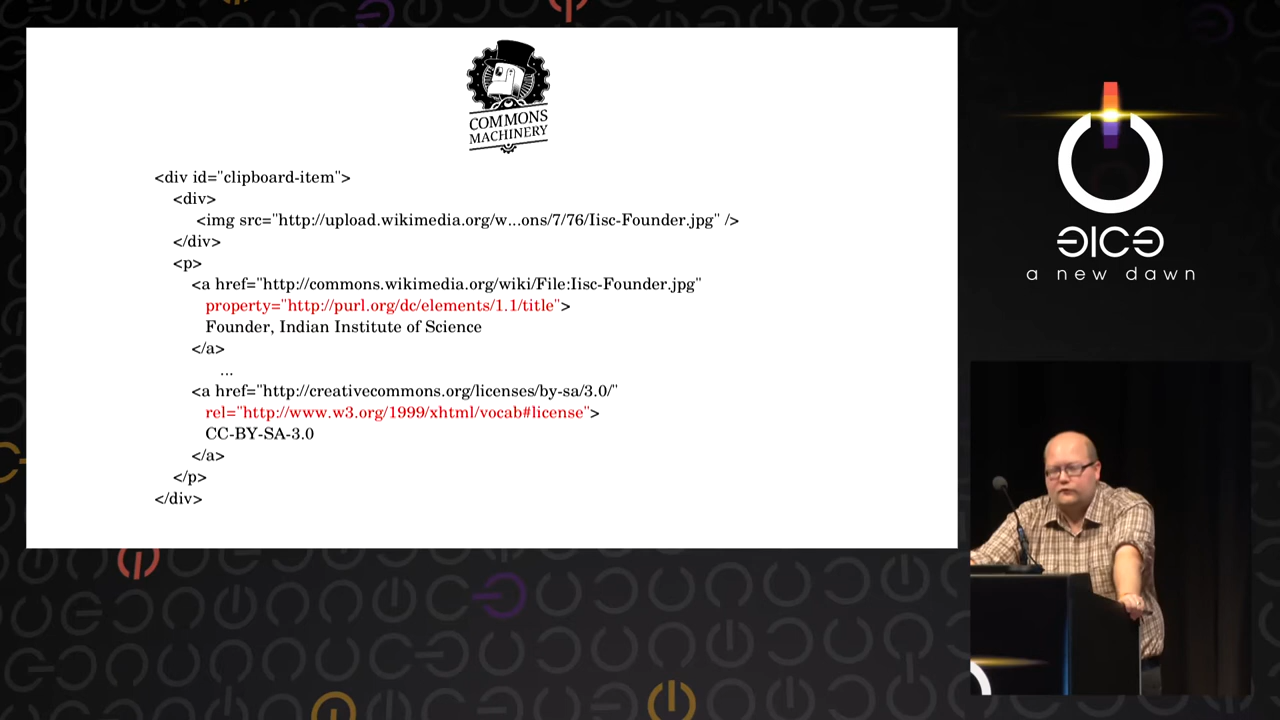 COMMONS
MACHINERY
<div id="clipboard-item">
<div>
<img src="http://upload.wikimedia.org/w...ons/7/76/Iisc-Founder.jpg" />
</div>
<p>
<a href="http://commons.wikimedia.org/wiki/File:Iisc-Founder.jpg"
property="http://purl.org/dc/elements/1.1/title">
Founder, Indian Institute of Science
</a>
...
<a href="http://creativecommons.org/licenses/by-sa/3.0/"
rel="http://www.w3.org/1999/xhtml/vocab#license">
CC-BY-SA-3.0
</a>
</p>
</div>
a new dawn